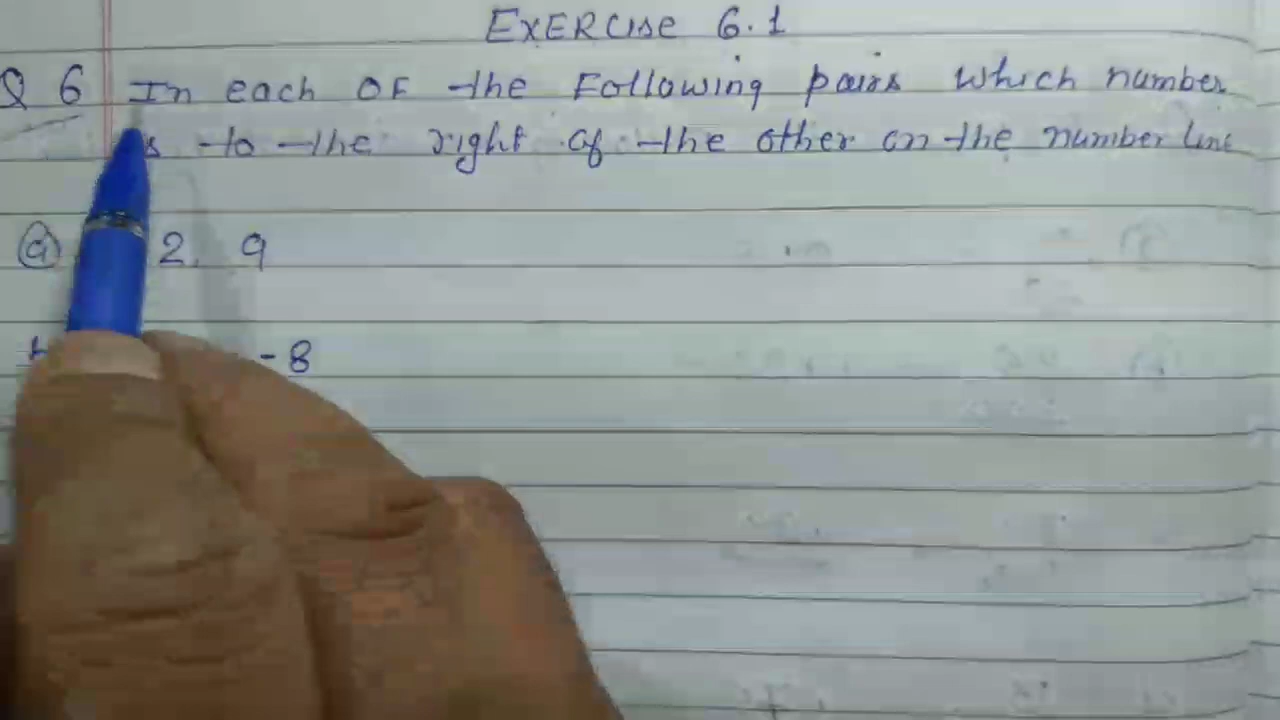 EXERCISE 6.1
Q 6 In each OF the Following pairs which number
is to the right of the other on the number line
(a) 2, 9
-8